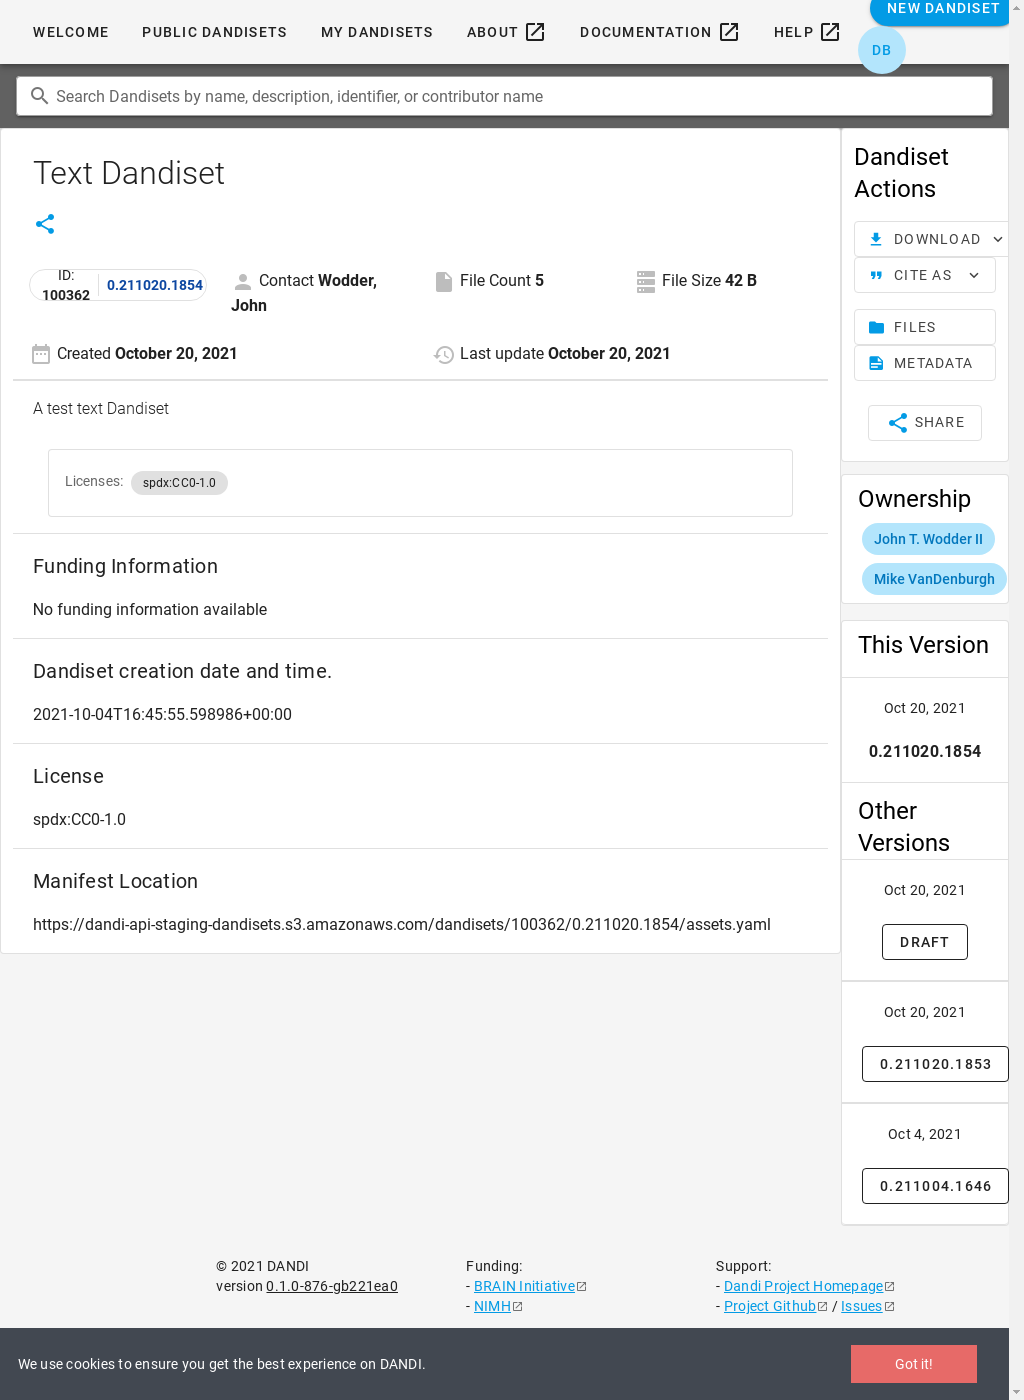 WELCOME PUBLIC DANDISETS MY DANDISETS ABOUT DOCUMENTATION HELP NEW DANDISET
DB
Search Dandisets by name, description, identifier, or contributor name
Text Dandiset
ID: 100362 0.211020.1854
Contact Wodder, John
File Count 5
File Size 42 B
Created October 20, 2021
Last update October 20, 2021
A test text Dandiset
Licenses: spdx:CC0-1.0
Funding Information
No funding information available
Dandiset creation date and time.
2021-10-04T16:45:55.598986+00:00
License
spdx:CC0-1.0
Manifest Location
https://dandi-api-staging-dandisets.s3.amazonaws.com/dandisets/100362/0.211020.1854/assets.yaml
Dandiset
Actions
DOWNLOAD
CITE AS
FILES
METADATA
SHARE
Ownership
John T. Wodder II
Mike VanDenburgh
This Version
Oct 20, 2021
0.211020.1854
Other
Versions
Oct 20, 2021
DRAFT
Oct 20, 2021
0.211020.1853
Oct 4, 2021
0.211004.1646
© 2021 DANDI
version 0.1.0-876-gb221ea0
Funding:
- BRAIN Initiative
- NIMH
Support:
- Dandi Project Homepage
- Project Github / Issues
We use cookies to ensure you get the best experience on DANDI.
Got it!